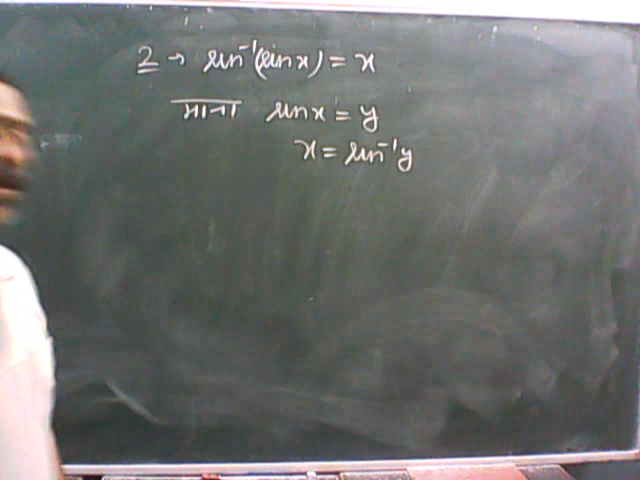 2 → sin⁻¹(sin x) = x
माना sin x = y
x = sin⁻¹y